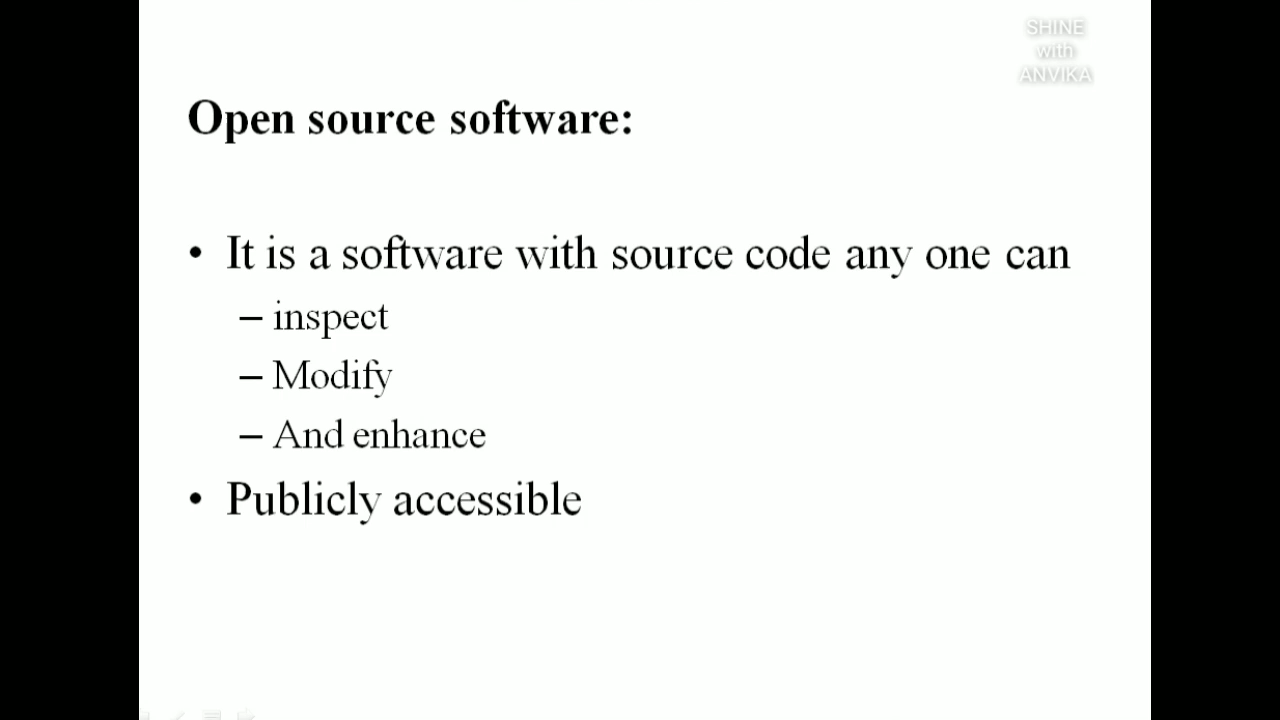 SHINE
with
ANVIKA
Open source software:
• It is a software with source code any one can
– inspect
– Modify
– And enhance
• Publicly accessible